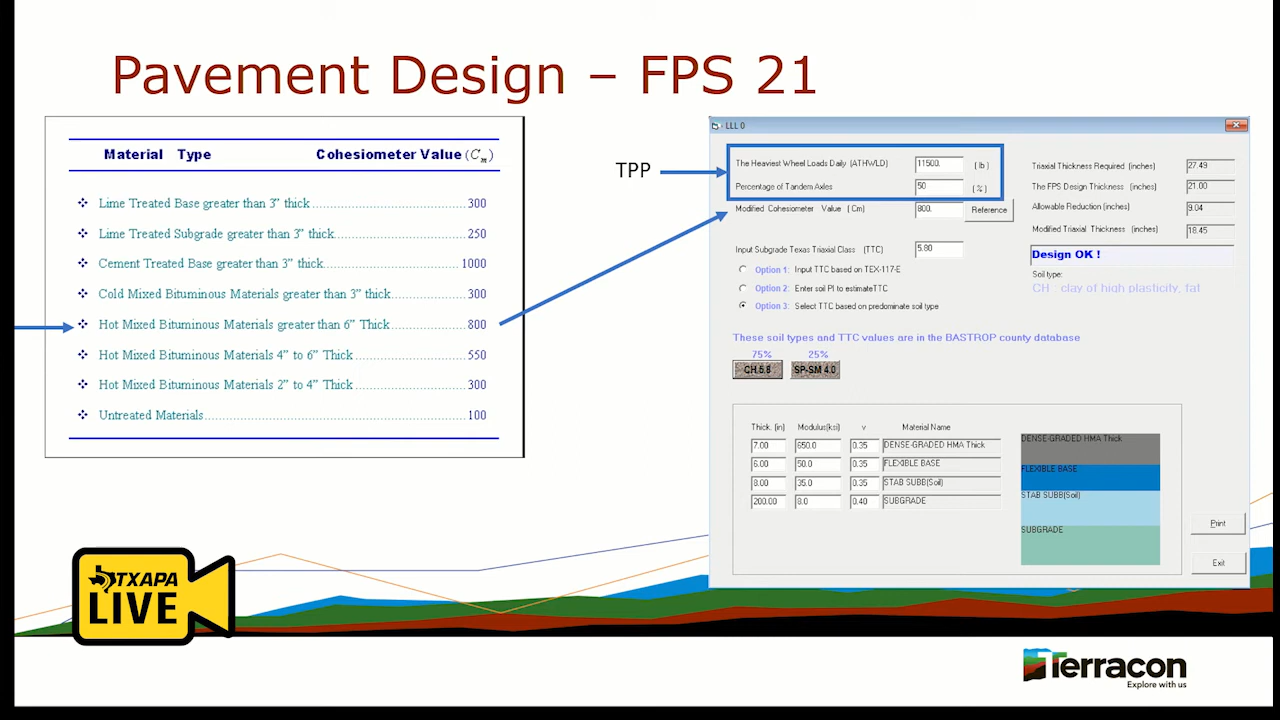 Pavement Design – FPS 21
Material Type Cohesiometer Value (Cm)
Lime Treated Base greater than 3" thick 300
Lime Treated Subgrade greater than 3" thick 250
Cement Treated Base greater than 3" thick 1000
Cold Mixed Bituminous Materials greater than 3" thick 300
Hot Mixed Bituminous Materials greater than 6" Thick 800
Hot Mixed Bituminous Materials 4" to 6" Thick 550
Hot Mixed Bituminous Materials 2" to 4" Thick 300
Untreated Materials 100
TPP
LLL 0
The Heaviest Wheel Loads Daily (ATHWLD) 11500. (lb)
Percentage of Tandem Axles 50 (%)
Modified Cohesiometer Value (Cm) 800. Reference
Input Subgrade Texas Triaxial Class (TTC) 5.80
Option 1: Input TTC based on TEX-117-E
Option 2: Enter soil PI to estimateTTC
Option 3: Select TTC based on predominate soil type
Triaxial Thickness Required (inches) 27.49
The FPS Design Thickness (inches) 21.00
Allowable Reduction (inches) 9.04
Modified Triaxial Thickness (inches) 18.45
Design OK !
Soil type:
CH : clay of high plasticity, fat
These soil types and TTC values are in the BASTROP county database
75% 25%
CH.5.8 SP-SM 4.0
Thick. (in) Modulus(ksi) v Material Name
7.00 650.0 0.35 DENSE-GRADED HMA Thick
6.00 50.0 0.35 FLEXIBLE BASE
8.00 35.0 0.35 STAB SUBB(Soil)
200.00 8.0 0.40 SUBGRADE
DENSE-GRADED HMA Thick
FLEXIBLE BASE
STAB SUBB(Soil)
SUBGRADE
Print
Exit
TXAPA
LIVE
Terracon
Explore with us